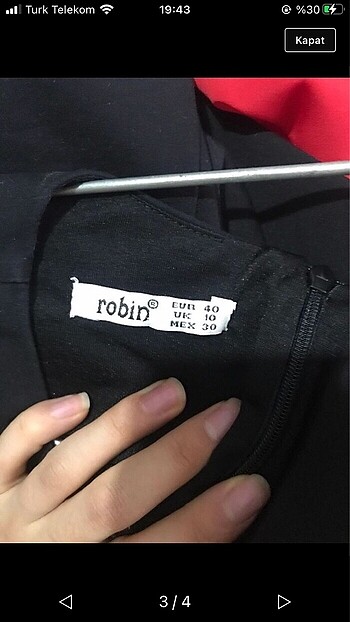 Turk Telekom
19:43
%30
Kapat
robin©
EUR 40
UK 10
MEX 30
3 / 4